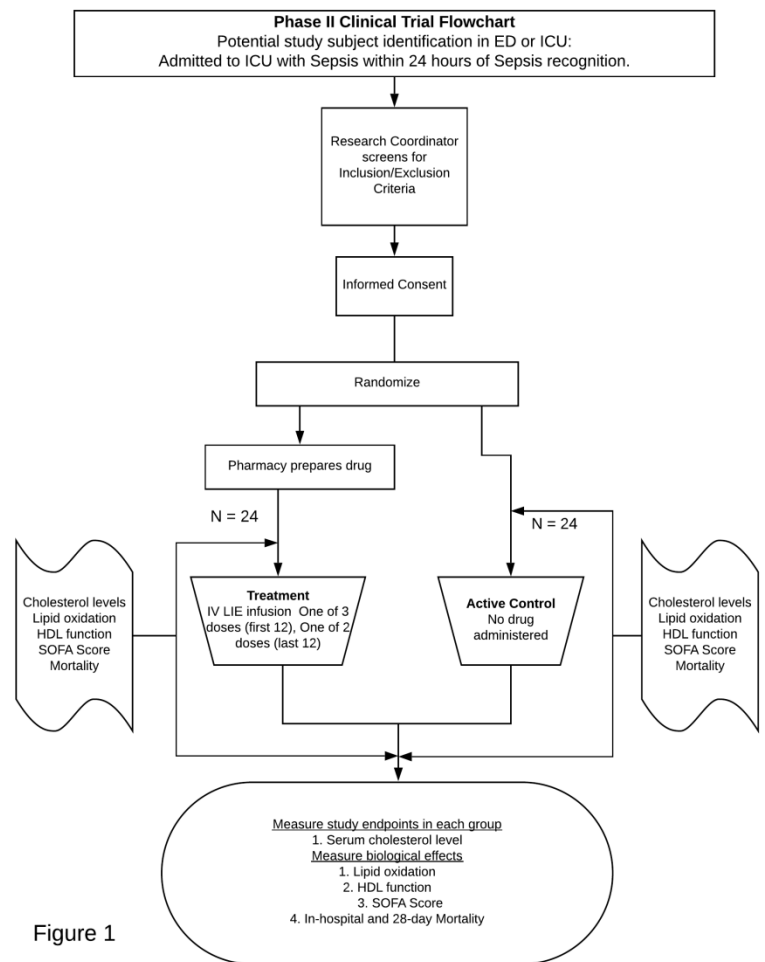 Phase II Clinical Trial Flowchart
Potential study subject identification in ED or ICU:
Admitted to ICU with Sepsis within 24 hours of Sepsis recognition.
Research Coordinator
screens for
Inclusion/Exclusion
Criteria
Informed Consent
Randomize
Pharmacy prepares drug
N = 24
N = 24
Cholesterol levels
Lipid oxidation
HDL function
SOFA Score
Mortality
Treatment
IV LIE infusion  One of 3
doses (first 12), One of 2
doses (last 12)
Active Control
No drug
administered
Cholesterol levels
Lipid oxidation
HDL function
SOFA Score
Mortality
Measure study endpoints in each group
1. Serum cholesterol level
Measure biological effects
1. Lipid oxidation
2. HDL function
3. SOFA Score
4. In-hospital and 28-day Mortality
Figure 1